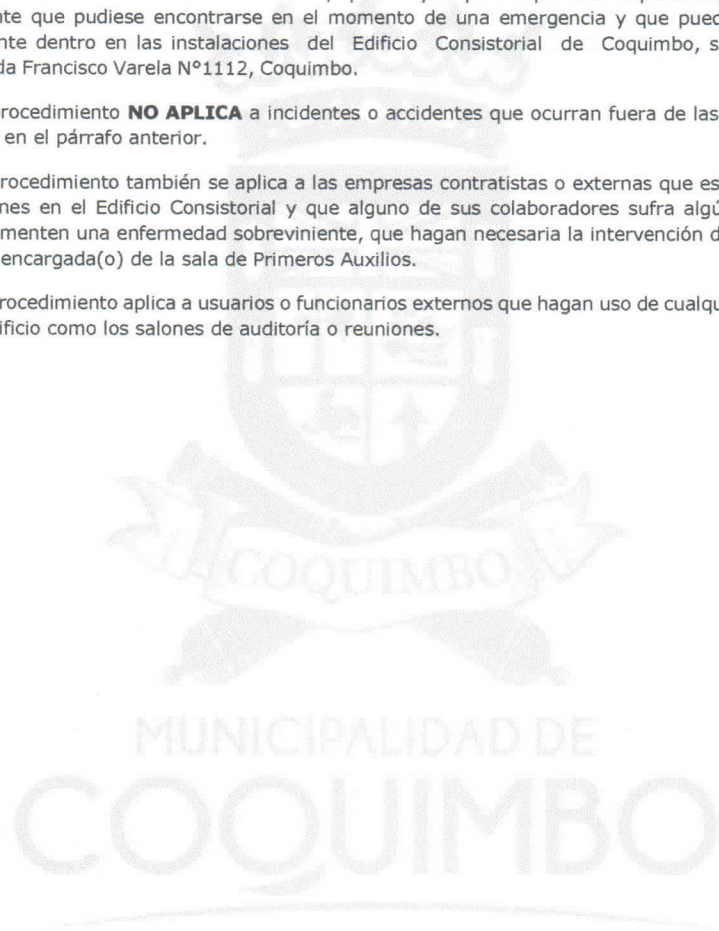 nte que pudiese encontrarse en el momento de una emergencia y que pued
nte dentro en las instalaciones del Edificio Consistorial de Coquimbo, s
da Francisco Varela Nº1112, Coquimbo.
rocedimiento NO APLICA a incidentes o accidentes que ocurran fuera de las
en el párrafo anterior.
rocedimiento también se aplica a las empresas contratistas o externas que es
nes en el Edificio Consistorial y que alguno de sus colaboradores sufra algú
menten una enfermedad sobreviniente, que hagan necesaria la intervención d
encargada(o) de la sala de Primeros Auxilios.
rocedimiento aplica a usuarios o funcionarios externos que hagan uso de cualqu
ificio como los salones de auditoría o reuniones.
COQUIMBO
MUNICIPALIDAD DE
COQUIMBO